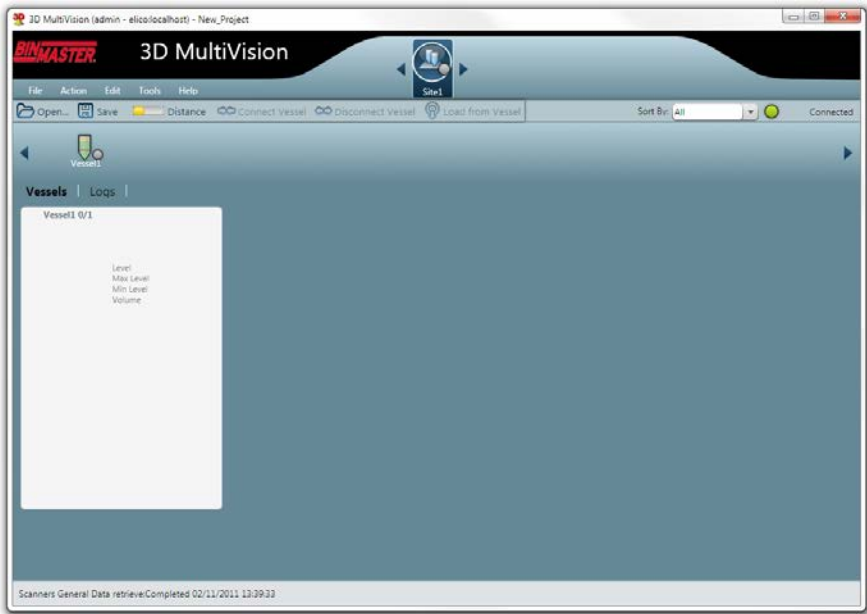 3D MultiVision (admin - elico:localhost) - New_Project
BINMASTER. 3D MultiVision
File Action Edit Tools Help
Site1
Open... Save Distance Connect Vessel Disconnect Vessel Load from Vessel Sort By: All Connected
Vessel1
Vessels | Logs |
Vessel1 0/1
Level
Max Level
Min Level
Volume
Scanners General Data retrieve:Completed 02/11/2011 13:39:33